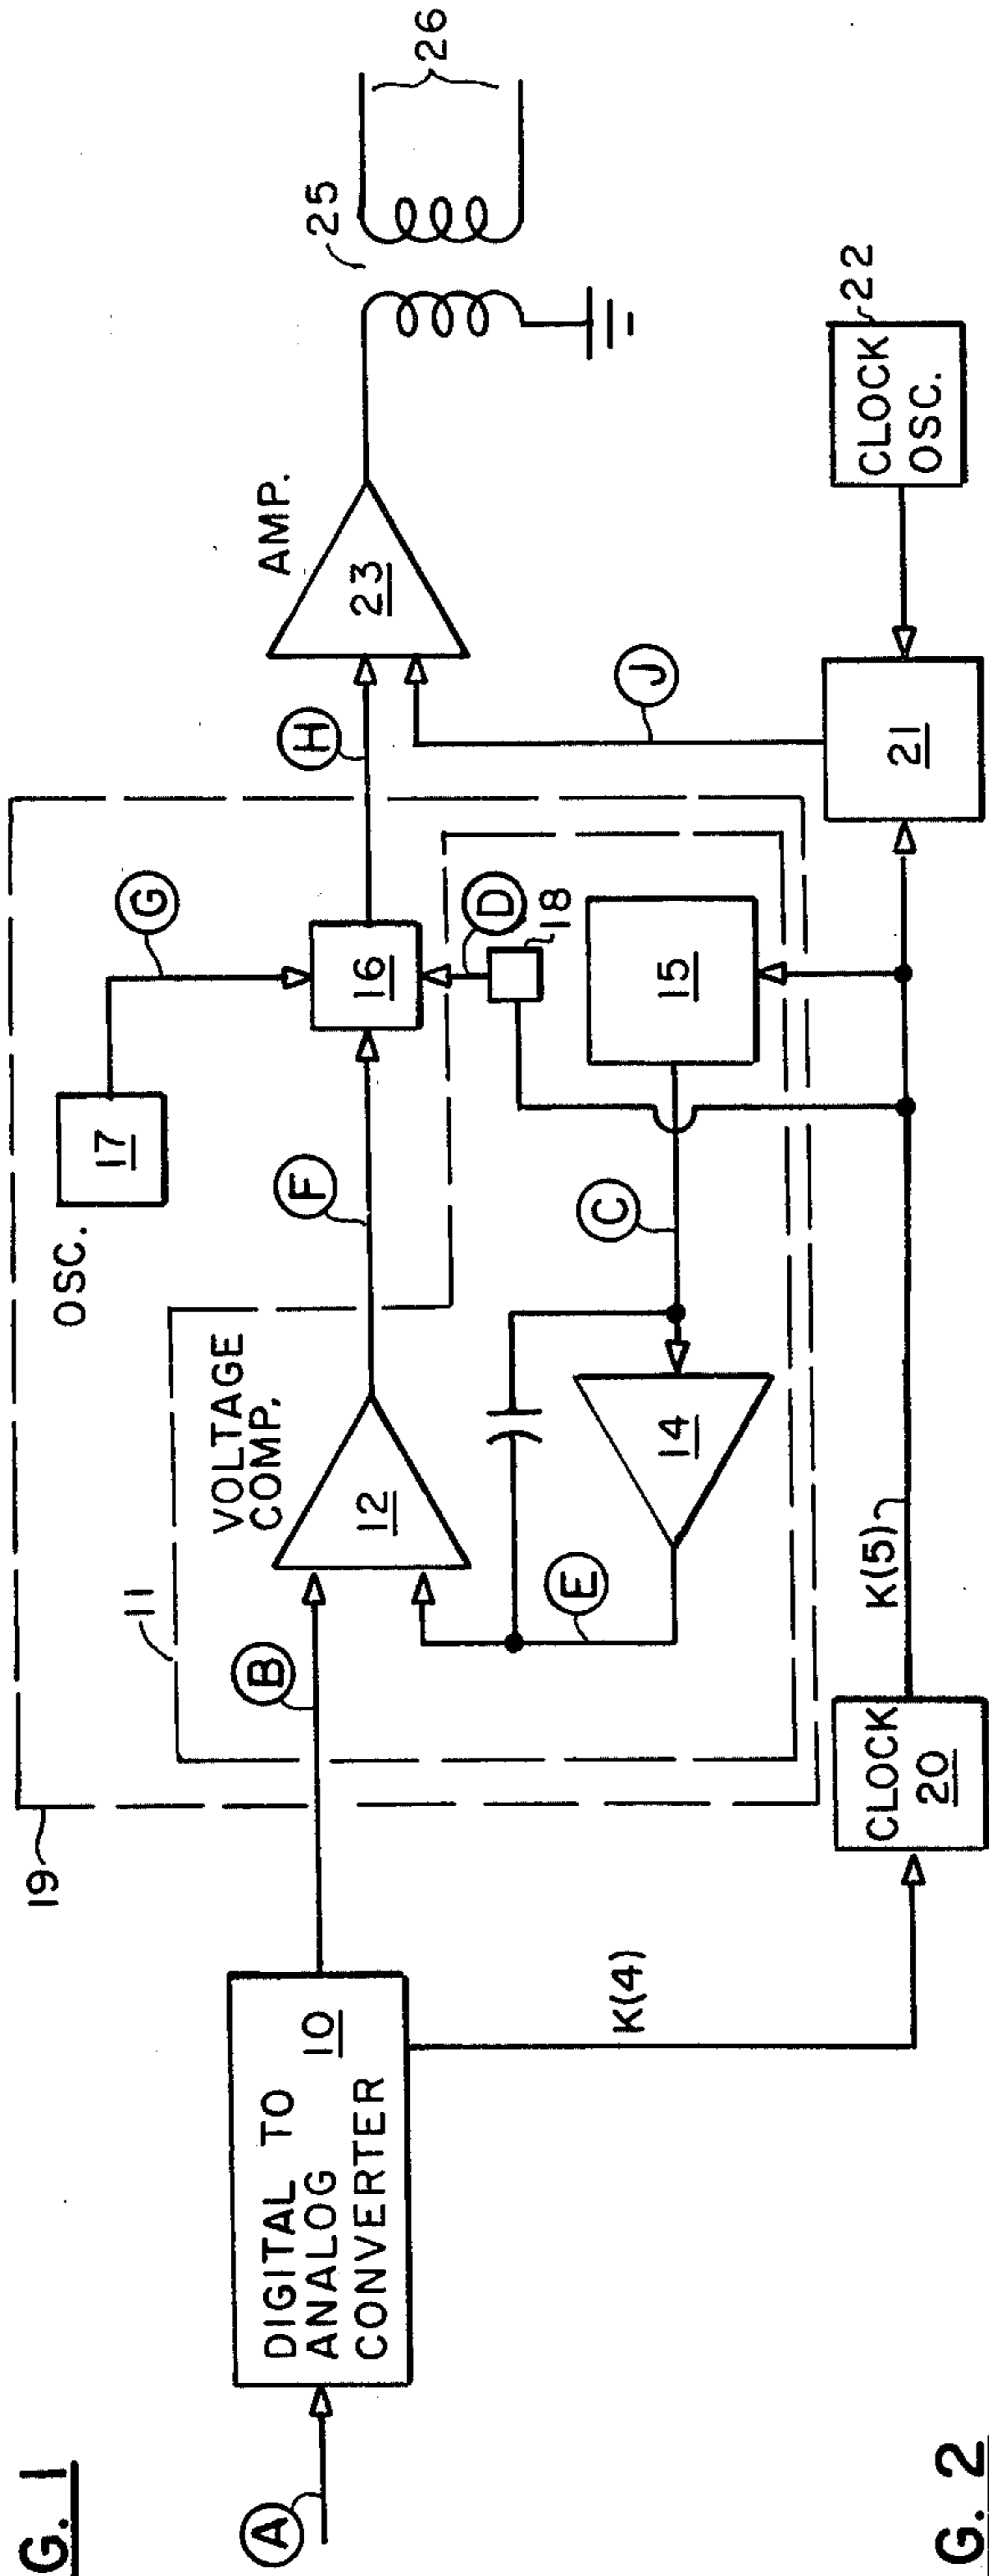 G. 1
19
OSC.
17
G
11
VOLTAGE
COMP.
12
F
16
H
AMP.
23
25
26
A
DIGITAL TO
ANALOG
CONVERTER
10
B
E
14
C
15
D
18
J
K(4)
CLOCK
20
K(5)
21
CLOCK
OSC.
22
G. 2